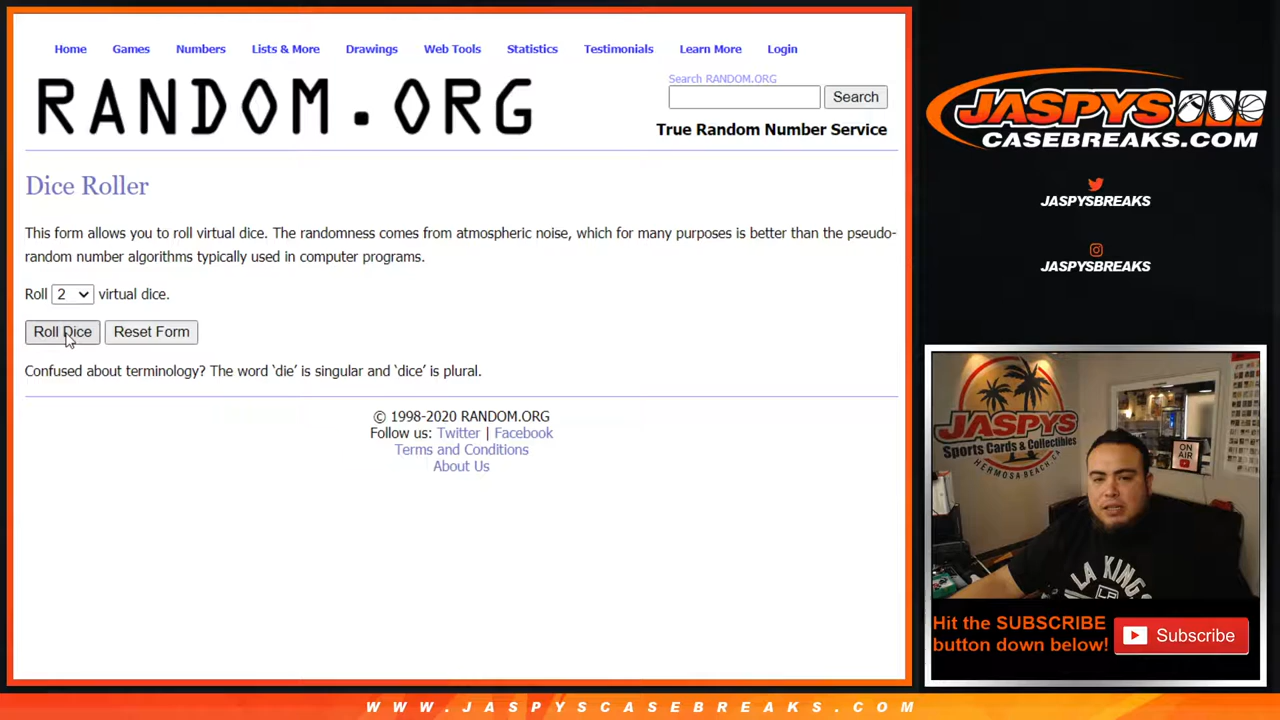 Home Games Numbers Lists & More Drawings Web Tools Statistics Testimonials Learn More Login
RANDOM.ORG
Search RANDOM.ORG
Search
True Random Number Service
Dice Roller
This form allows you to roll virtual dice. The randomness comes from atmospheric noise, which for many purposes is better than the pseudo-
random number algorithms typically used in computer programs.
Roll 2 virtual dice.
Roll Dice Reset Form
Confused about terminology? The word ‘die’ is singular and ‘dice’ is plural.
© 1998-2020 RANDOM.ORG
Follow us: Twitter | Facebook
Terms and Conditions
About Us
JASPYS
CASEBREAKS.COM
JASPYSBREAKS
JASPYSBREAKS
JASPYS
Sports Cards & Collectibles
HERMOSA BEACH, CA
ON
AIR
LA KINGS
Hit the SUBSCRIBE
button down below!
Subscribe
WWW.JASPYSCASEBREAKS.COM